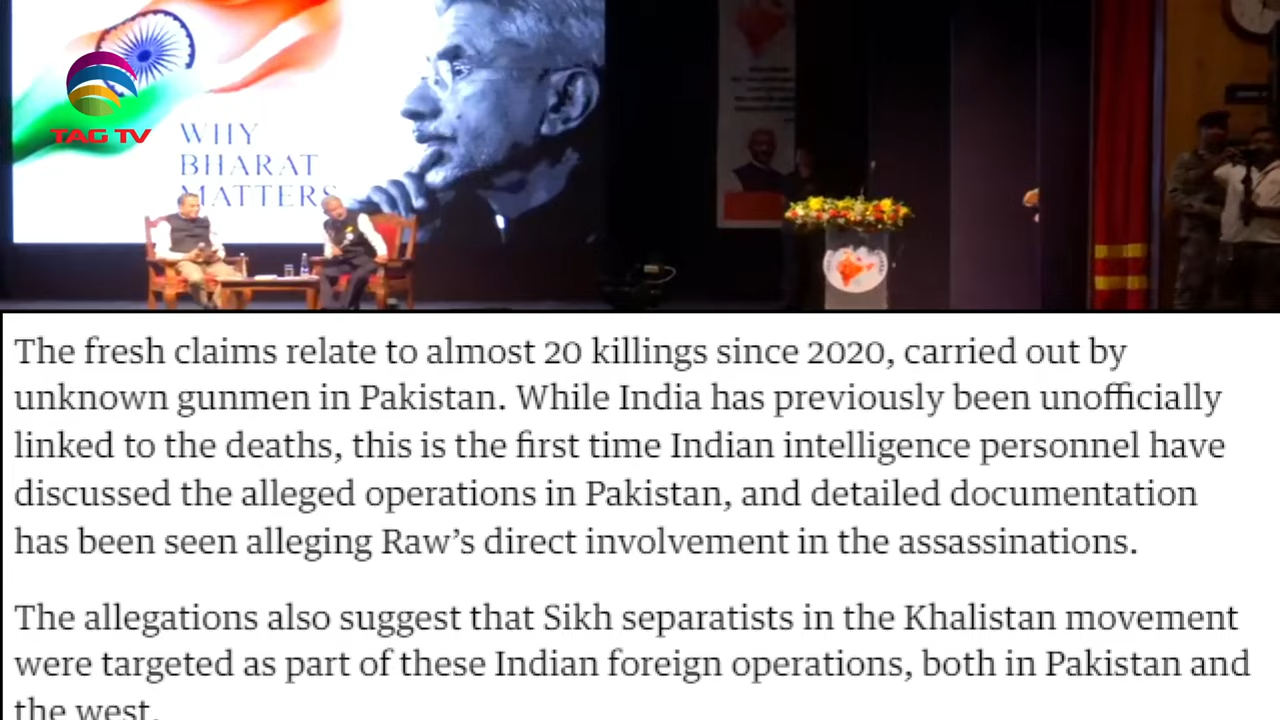 TAG TV
WHY
BHARAT
MATTERS
The fresh claims relate to almost 20 killings since 2020, carried out by
unknown gunmen in Pakistan. While India has previously been unofficially
linked to the deaths, this is the first time Indian intelligence personnel have
discussed the alleged operations in Pakistan, and detailed documentation
has been seen alleging Raw’s direct involvement in the assassinations.
The allegations also suggest that Sikh separatists in the Khalistan movement
were targeted as part of these Indian foreign operations, both in Pakistan and
the west.